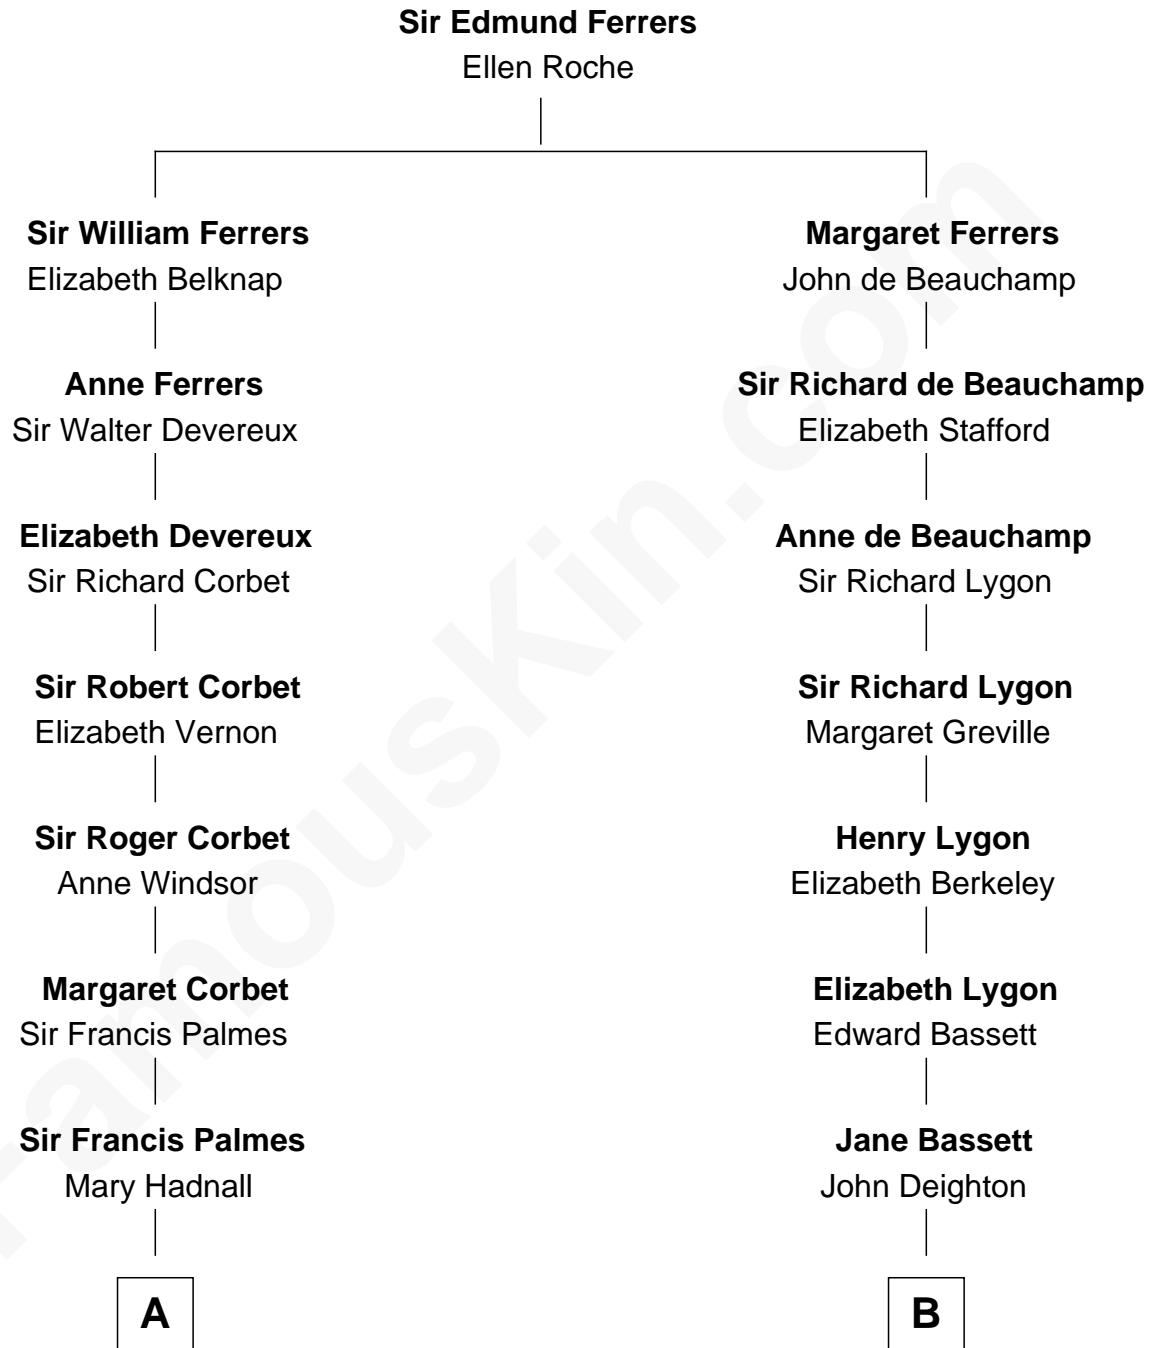 Sir Edmund Ferrers
Ellen Roche
Sir William Ferrers
Elizabeth Belknap
Margaret Ferrers
John de Beauchamp
Anne Ferrers
Sir Walter Devereux
Sir Richard de Beauchamp
Elizabeth Stafford
Elizabeth Devereux
Sir Richard Corbet
Anne de Beauchamp
Sir Richard Lygon
Sir Robert Corbet
Elizabeth Vernon
Sir Richard Lygon
Margaret Greville
Sir Roger Corbet
Anne Windsor
Henry Lygon
Elizabeth Berkeley
Margaret Corbet
Sir Francis Palmes
Elizabeth Lygon
Edward Bassett
Sir Francis Palmes
Mary Hadnall
Jane Bassett
John Deighton
A
B
FamousKin.com